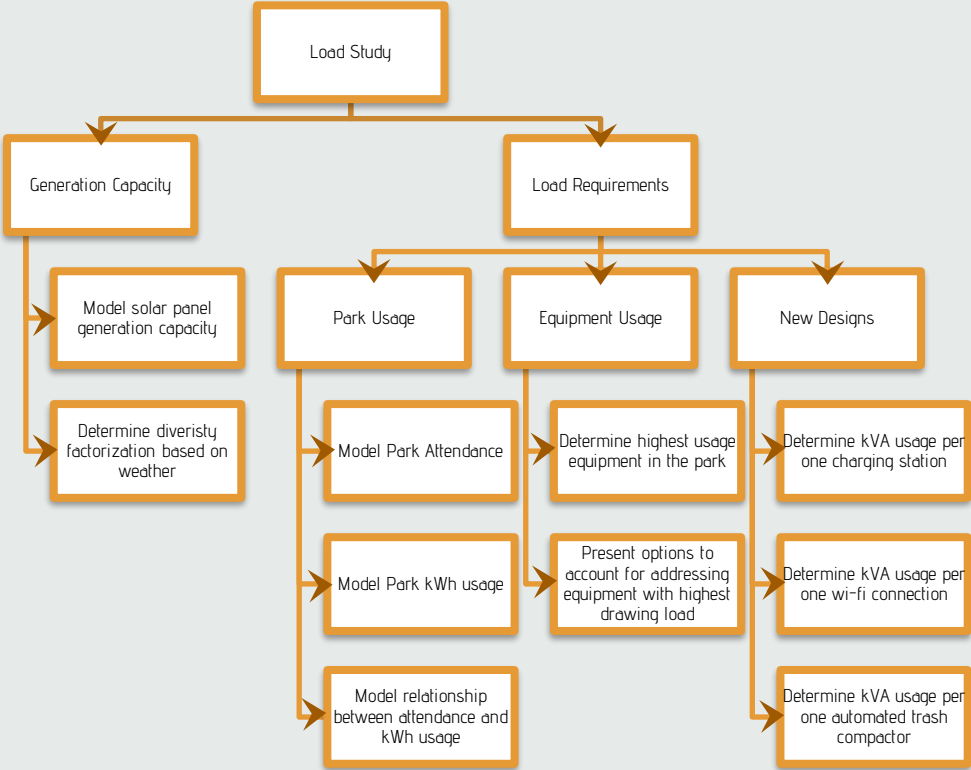 Load Study
Generation Capacity
Load Requirements
Model solar panel
generation capacity
Determine diveristy
factorization based on
weather
Park Usage
Equipment Usage
New Designs
Model Park Attendance
Model Park kWh usage
Model relationship
between attendance and
kWh usage
Determine highest usage
equipment in the park
Present options to
account for addressing
equipment with highest
drawing load
Determine kVA usage per
one charging station
Determine kVA usage per
one wi-fi connection
Determine kVA usage per
one automated trash
compactor